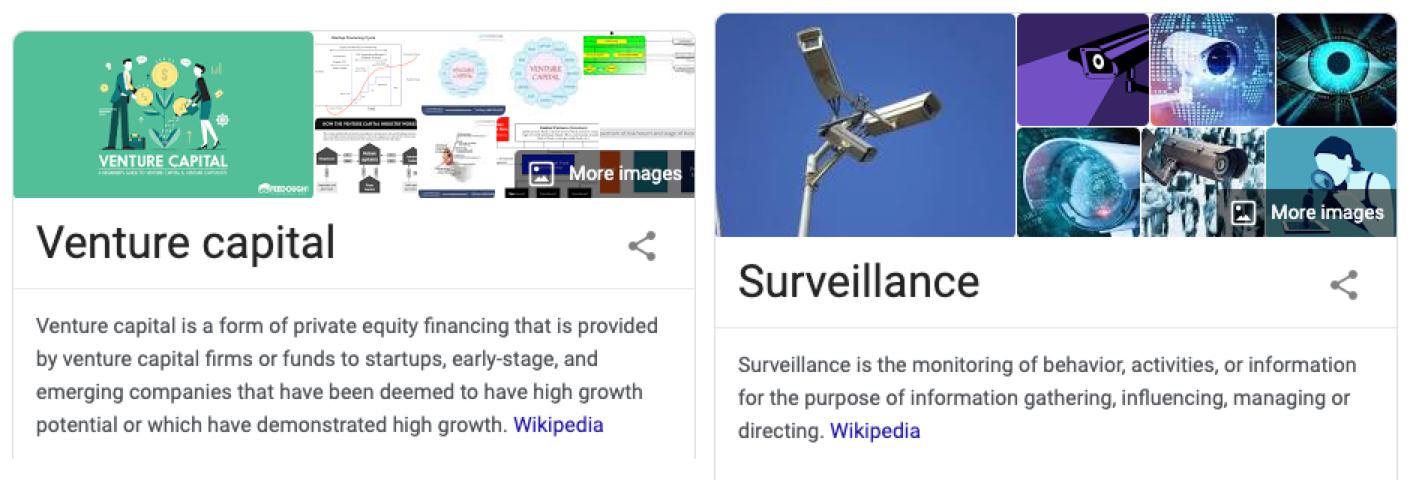 VENTURE CAPITAL
A BEGINNER'S GUIDE TO VENTURE CAPITAL & VENTURE CAPITALISTS
FEEDOUGH
Startup Financing Cycle
VENTURE
CAPITAL
HOW THE VENTURE CAPITAL INDUSTRY WORKS
More images
Venture capital
Venture capital is a form of private equity financing that is provided
by venture capital firms or funds to startups, early-stage, and
emerging companies that have been deemed to have high growth
potential or which have demonstrated high growth. Wikipedia
More images
Surveillance
Surveillance is the monitoring of behavior, activities, or information
for the purpose of information gathering, influencing, managing or
directing. Wikipedia